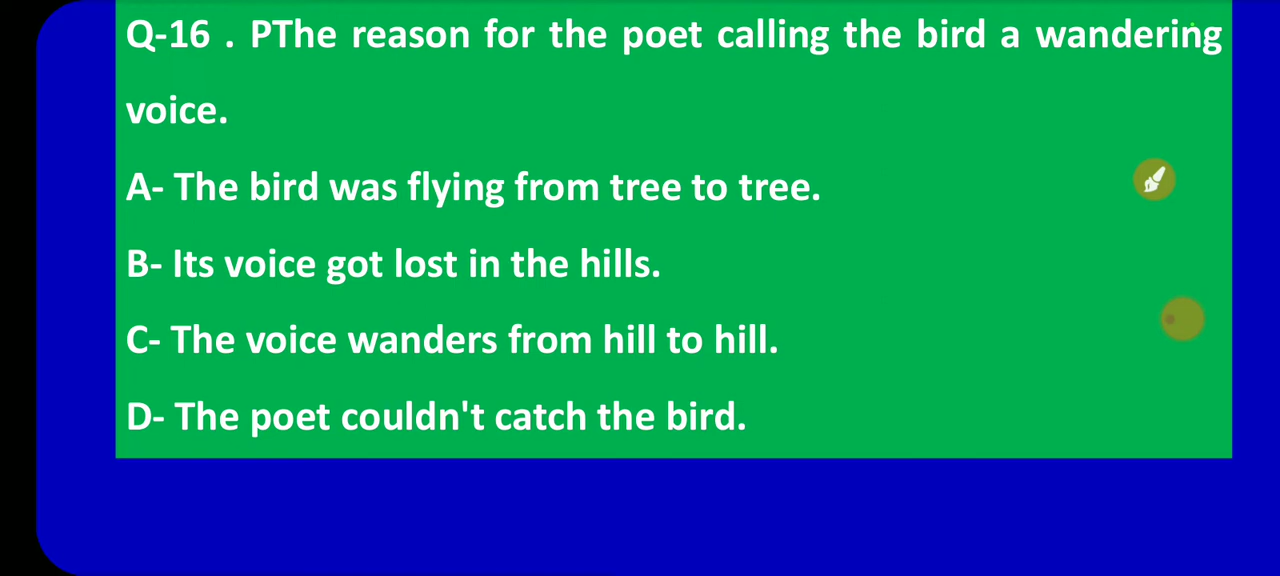 Q-16 . PThe reason for the poet calling the bird a wandering
voice.
A- The bird was flying from tree to tree.
B- Its voice got lost in the hills.
C- The voice wanders from hill to hill.
D- The poet couldn't catch the bird.